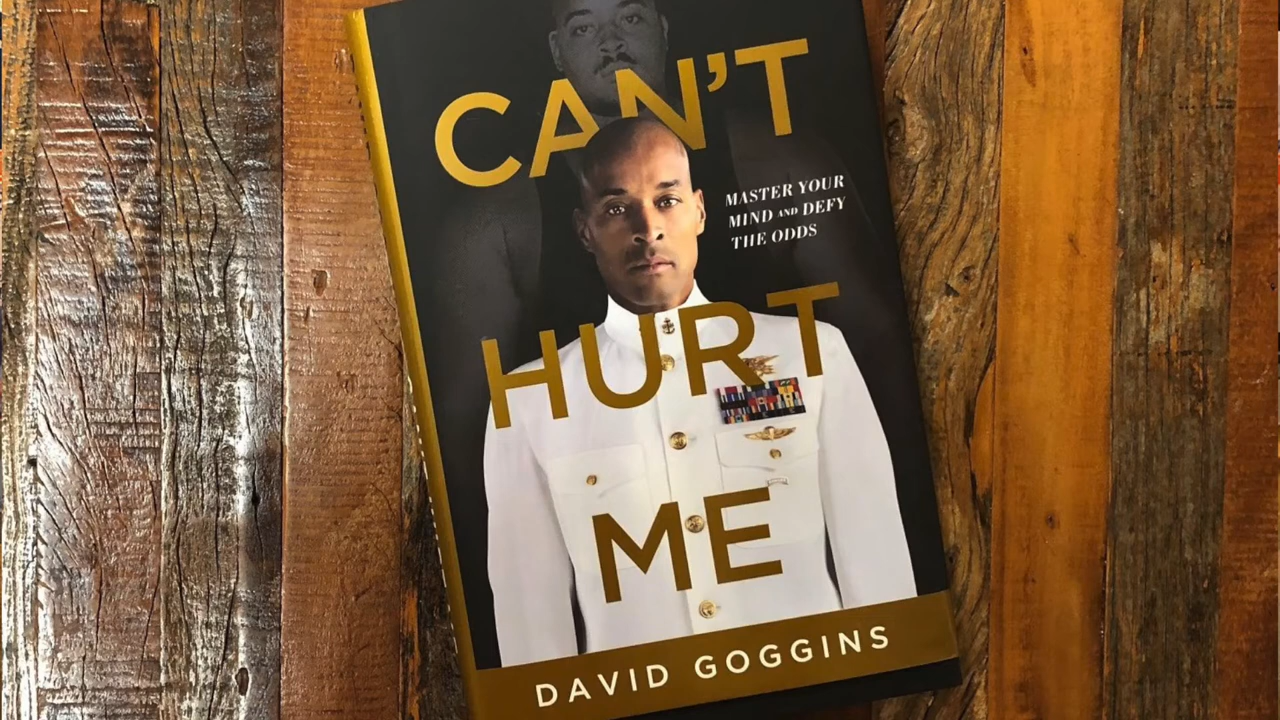 CAN'T
MASTER YOUR
MIND AND DEFY
THE ODDS
HURT
ME
DAVID GOGGINS